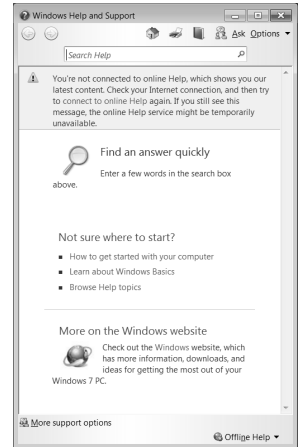 Windows Help and Support
Ask Options
Search Help
You're not connected to online Help, which shows you our
latest content. Check your Internet connection, and then try
to connect to online Help again. If you still see this
message, the online Help service might be temporarily
unavailable.
Find an answer quickly
Enter a few words in the search box
above.
Not sure where to start?
■ How to get started with your computer
■ Learn about Windows Basics
■ Browse Help topics
More on the Windows website
Check out the Windows website, which
has more information, downloads, and
ideas for getting the most out of your
Windows 7 PC.
More support options
Offline Help